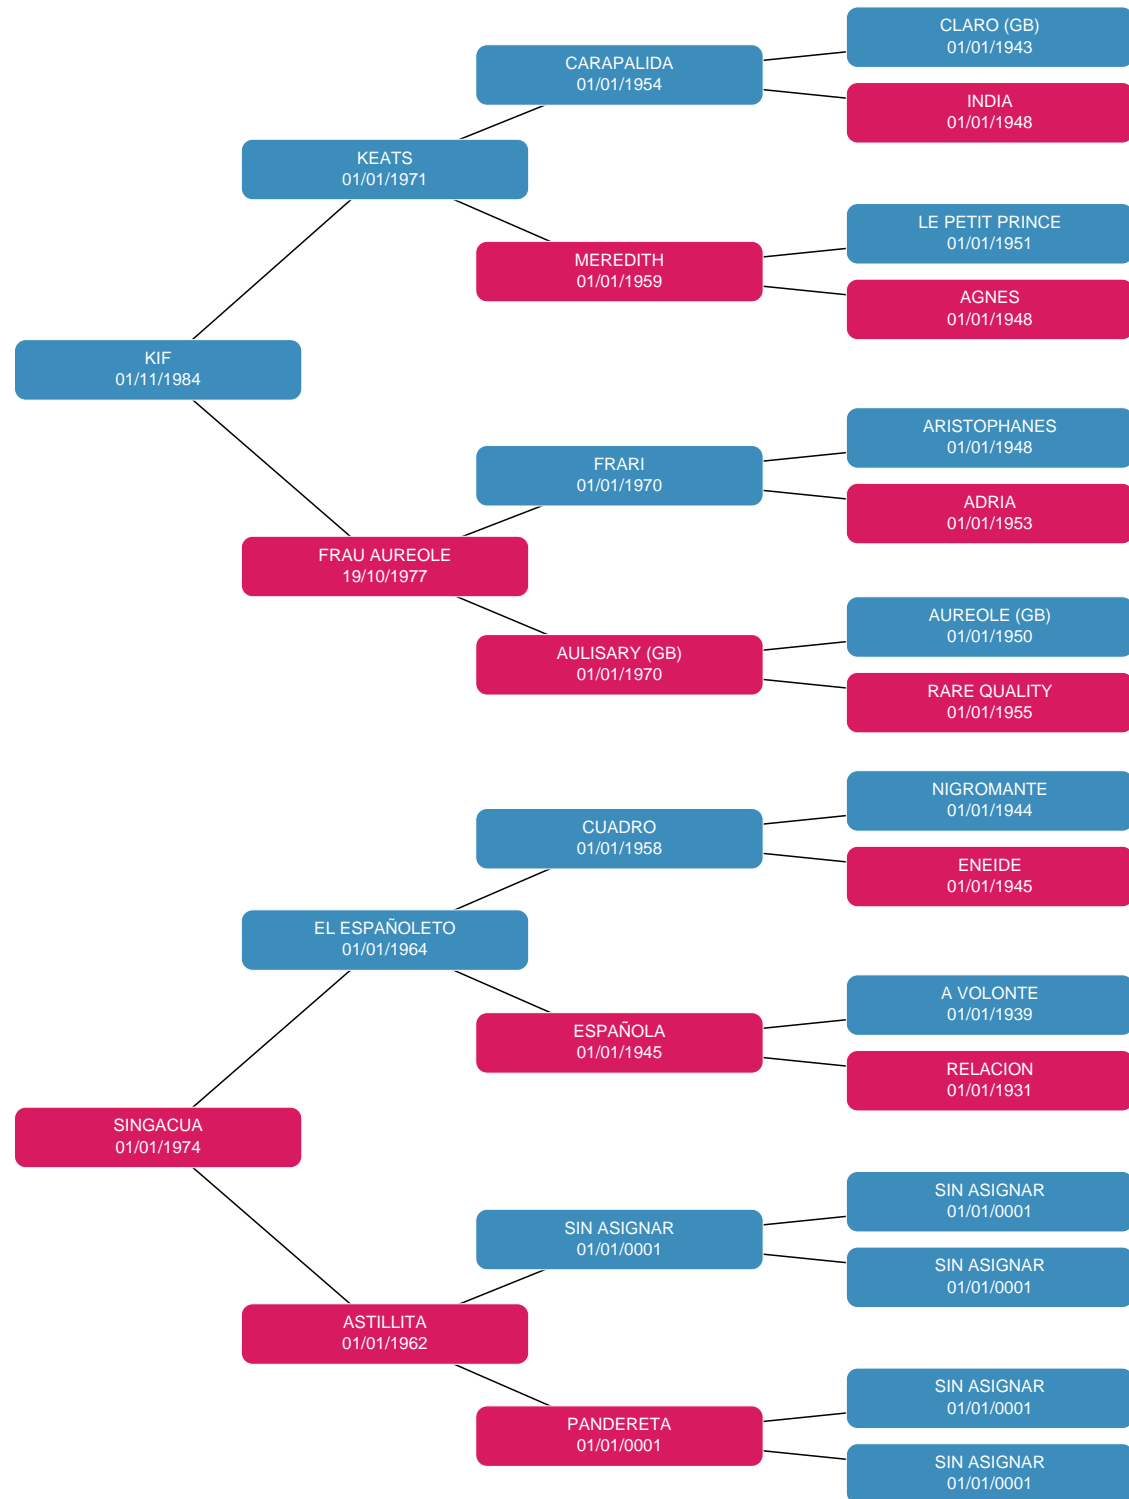 CLARO (GB)
01/01/1943
CARAPALIDA
01/01/1954
INDIA
01/01/1948
KEATS
01/01/1971
LE PETIT PRINCE
01/01/1951
MEREDITH
01/01/1959
AGNES
01/01/1948
KIF
01/11/1984
ARISTOPHANES
01/01/1948
FRARI
01/01/1970
ADRIA
01/01/1953
FRAU AUREOLE
19/10/1977
AUREOLE (GB)
01/01/1950
AULISARY (GB)
01/01/1970
RARE QUALITY
01/01/1955
NIGROMANTE
01/01/1944
CUADRO
01/01/1958
ENEIDE
01/01/1945
EL ESPAÑOLETO
01/01/1964
A VOLONTE
01/01/1939
ESPAÑOLA
01/01/1945
RELACION
01/01/1931
SINGACUA
01/01/1974
SIN ASIGNAR
01/01/0001
SIN ASIGNAR
01/01/0001
SIN ASIGNAR
01/01/0001
ASTILLITA
01/01/1962
SIN ASIGNAR
01/01/0001
PANDERETA
01/01/0001
SIN ASIGNAR
01/01/0001